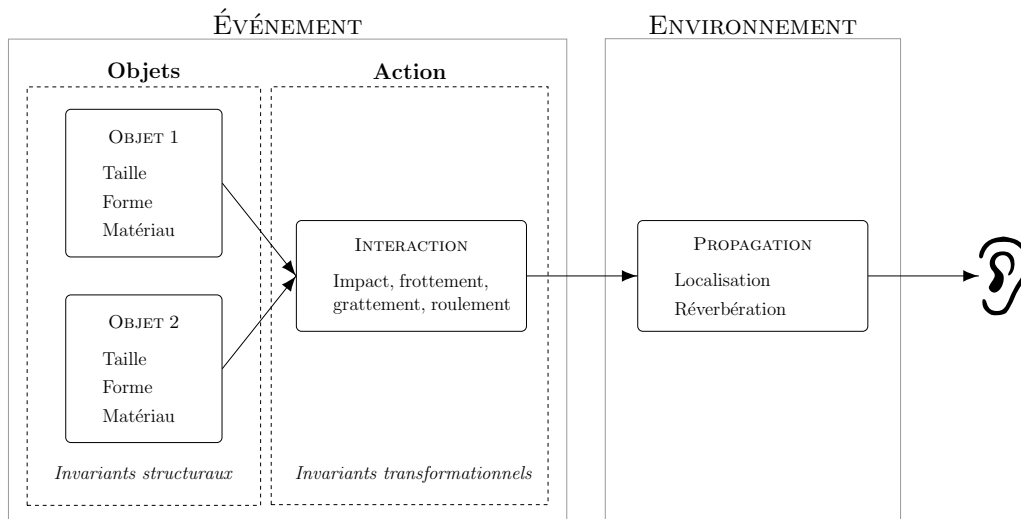 ÉVÉNEMENT
ENVIRONNEMENT
Objets
Action
OBJET 1
Taille
Forme
Matériau
OBJET 2
Taille
Forme
Matériau
Invariants structuraux
INTERACTION
Impact, frottement,
grattement, roulement
Invariants transformationnels
PROPAGATION
Localisation
Réverbération